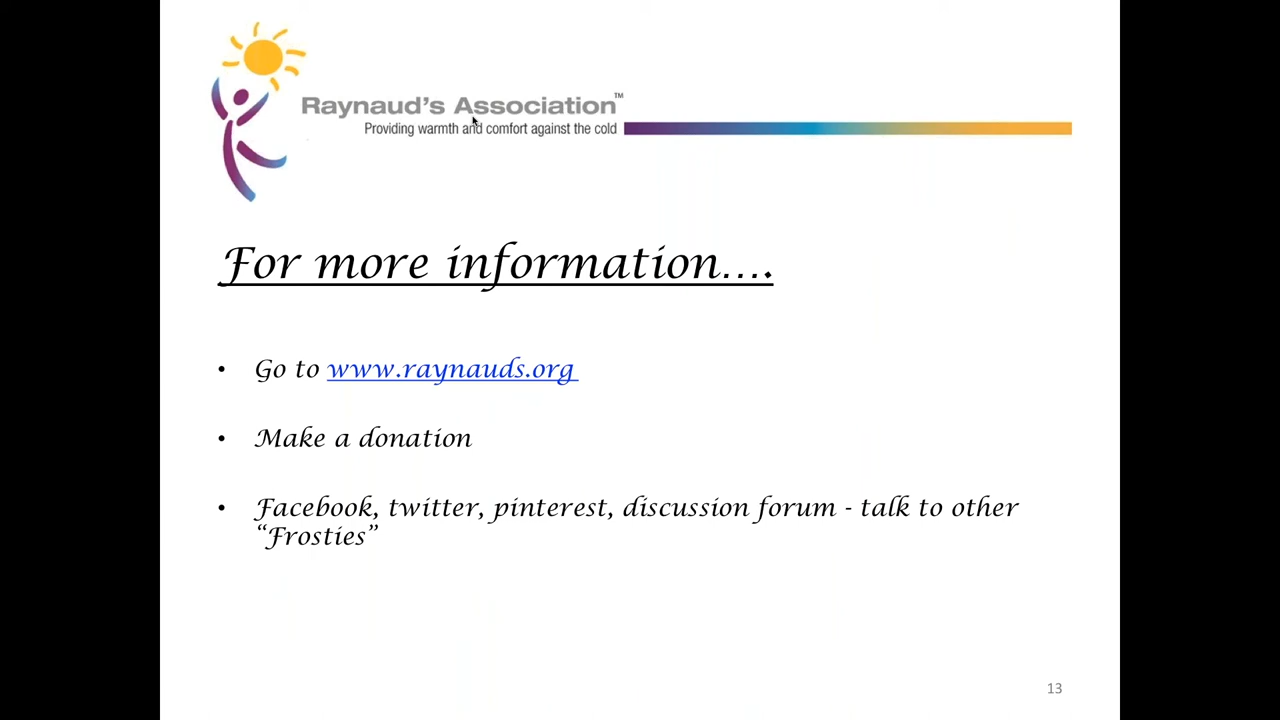 Raynaud's Association™
Providing warmth and comfort against the cold
For more information….
• Go to www.raynauds.org
• Make a donation
• Facebook, twitter, pinterest, discussion forum - talk to other
“Frosties”
13